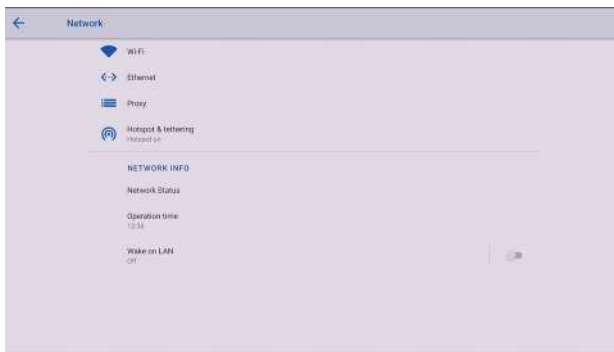 Network
Wi-Fi
Ethernet
Proxy
Hotspot & tethering
Hotspot on
NETWORK INFO
Network Status
Operation time
12:34
Wake on LAN
Off